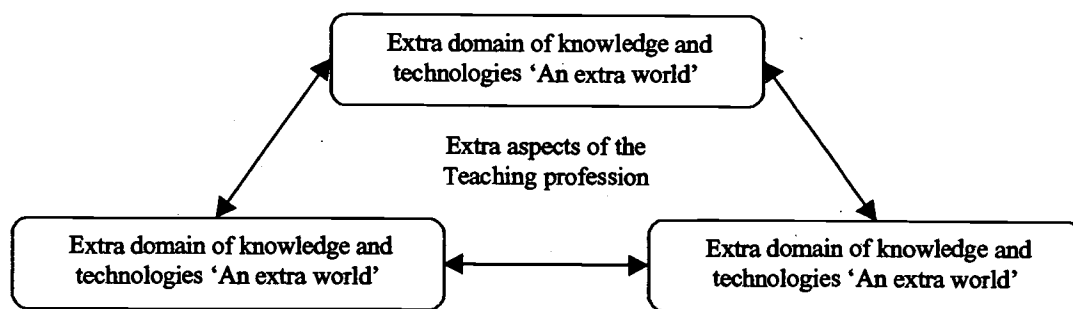 Extra domain of knowledge and
technologies ‘An extra world’
Extra aspects of the
Teaching profession
Extra domain of knowledge and
technologies ‘An extra world’
Extra domain of knowledge and
technologies ‘An extra world’